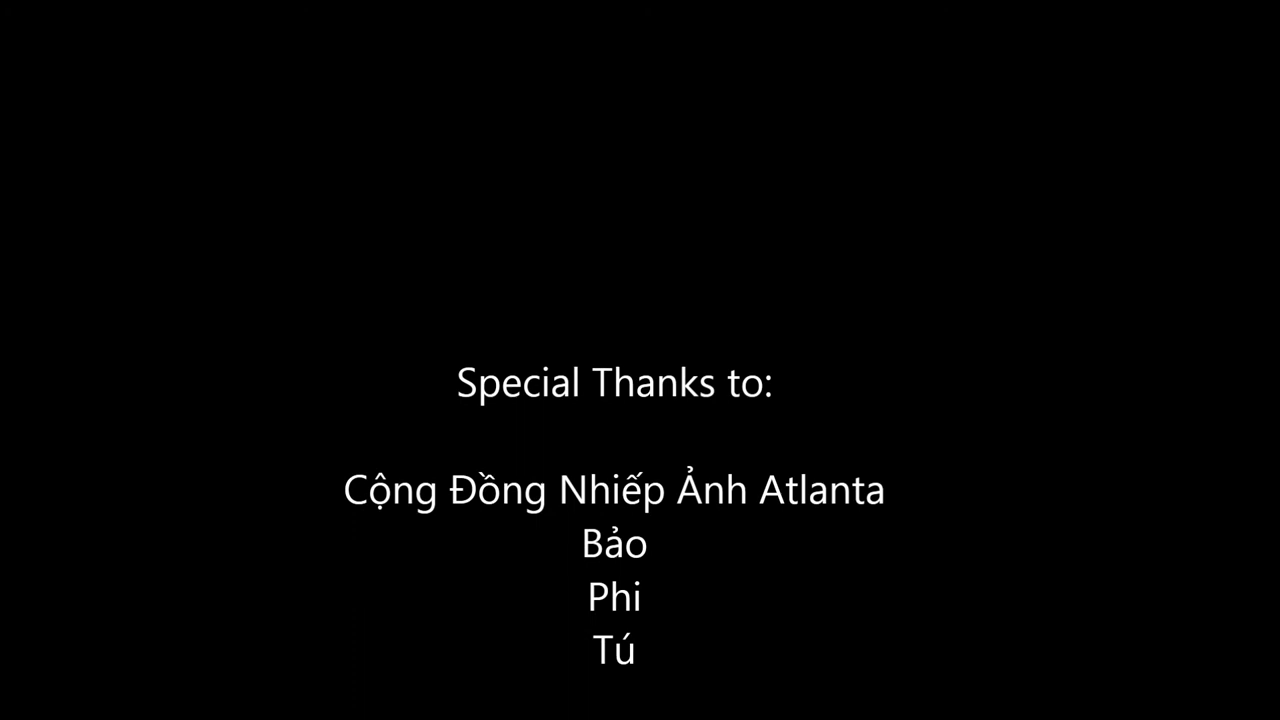 Special Thanks to:
Cộng Đồng Nhiếp Ảnh Atlanta
Bảo
Phi
Tú